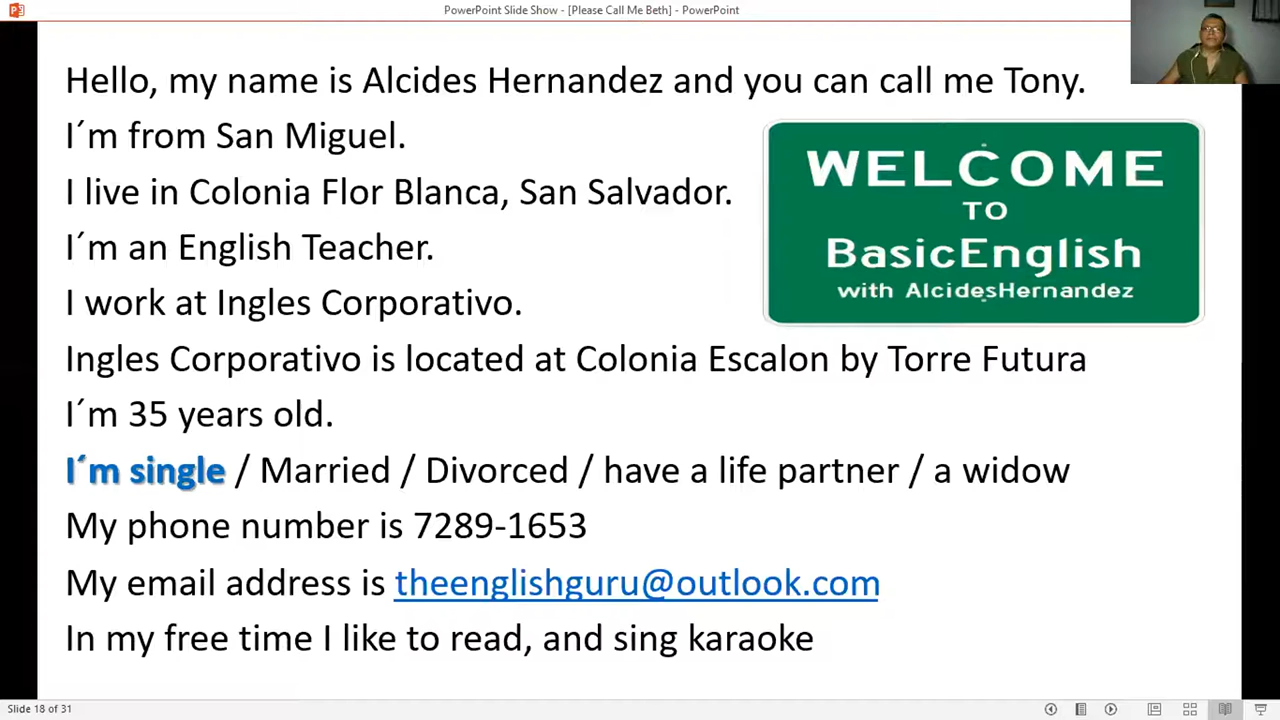 PowerPoint Slide Show - [Please Call Me Beth] - PowerPoint
Hello, my name is Alcides Hernandez and you can call me Tony.
I´m from San Miguel.
I live in Colonia Flor Blanca, San Salvador.
I´m an English Teacher.
I work at Ingles Corporativo.
Ingles Corporativo is located at Colonia Escalon by Torre Futura
I´m 35 years old.
I´m single / Married / Divorced / have a life partner / a widow
My phone number is 7289-1653
My email address is theenglishguru@outlook.com
In my free time I like to read, and sing karaoke
WELCOME
TO
BasicEnglish
with AlcidesHernandez
Slide 18 of 31